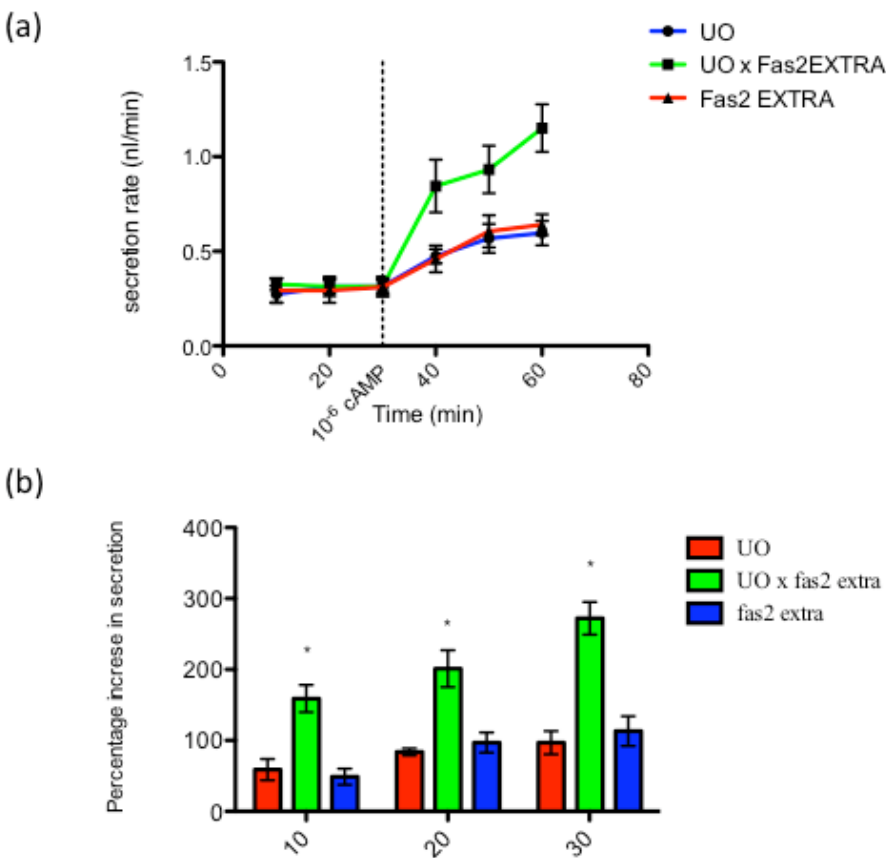 (a)
UO
UO x Fas2EXTRA
Fas2 EXTRA
secretion rate (nl/min)
1.5
1.0
0.5
0.0
0
20
10⁻⁶ cAMP
40
60
80
Time (min)
(b)
Percentage increse in secretion
400
300
200
100
0
*
*
*
10
20
30
UO
UO x fas2 extra
fas2 extra